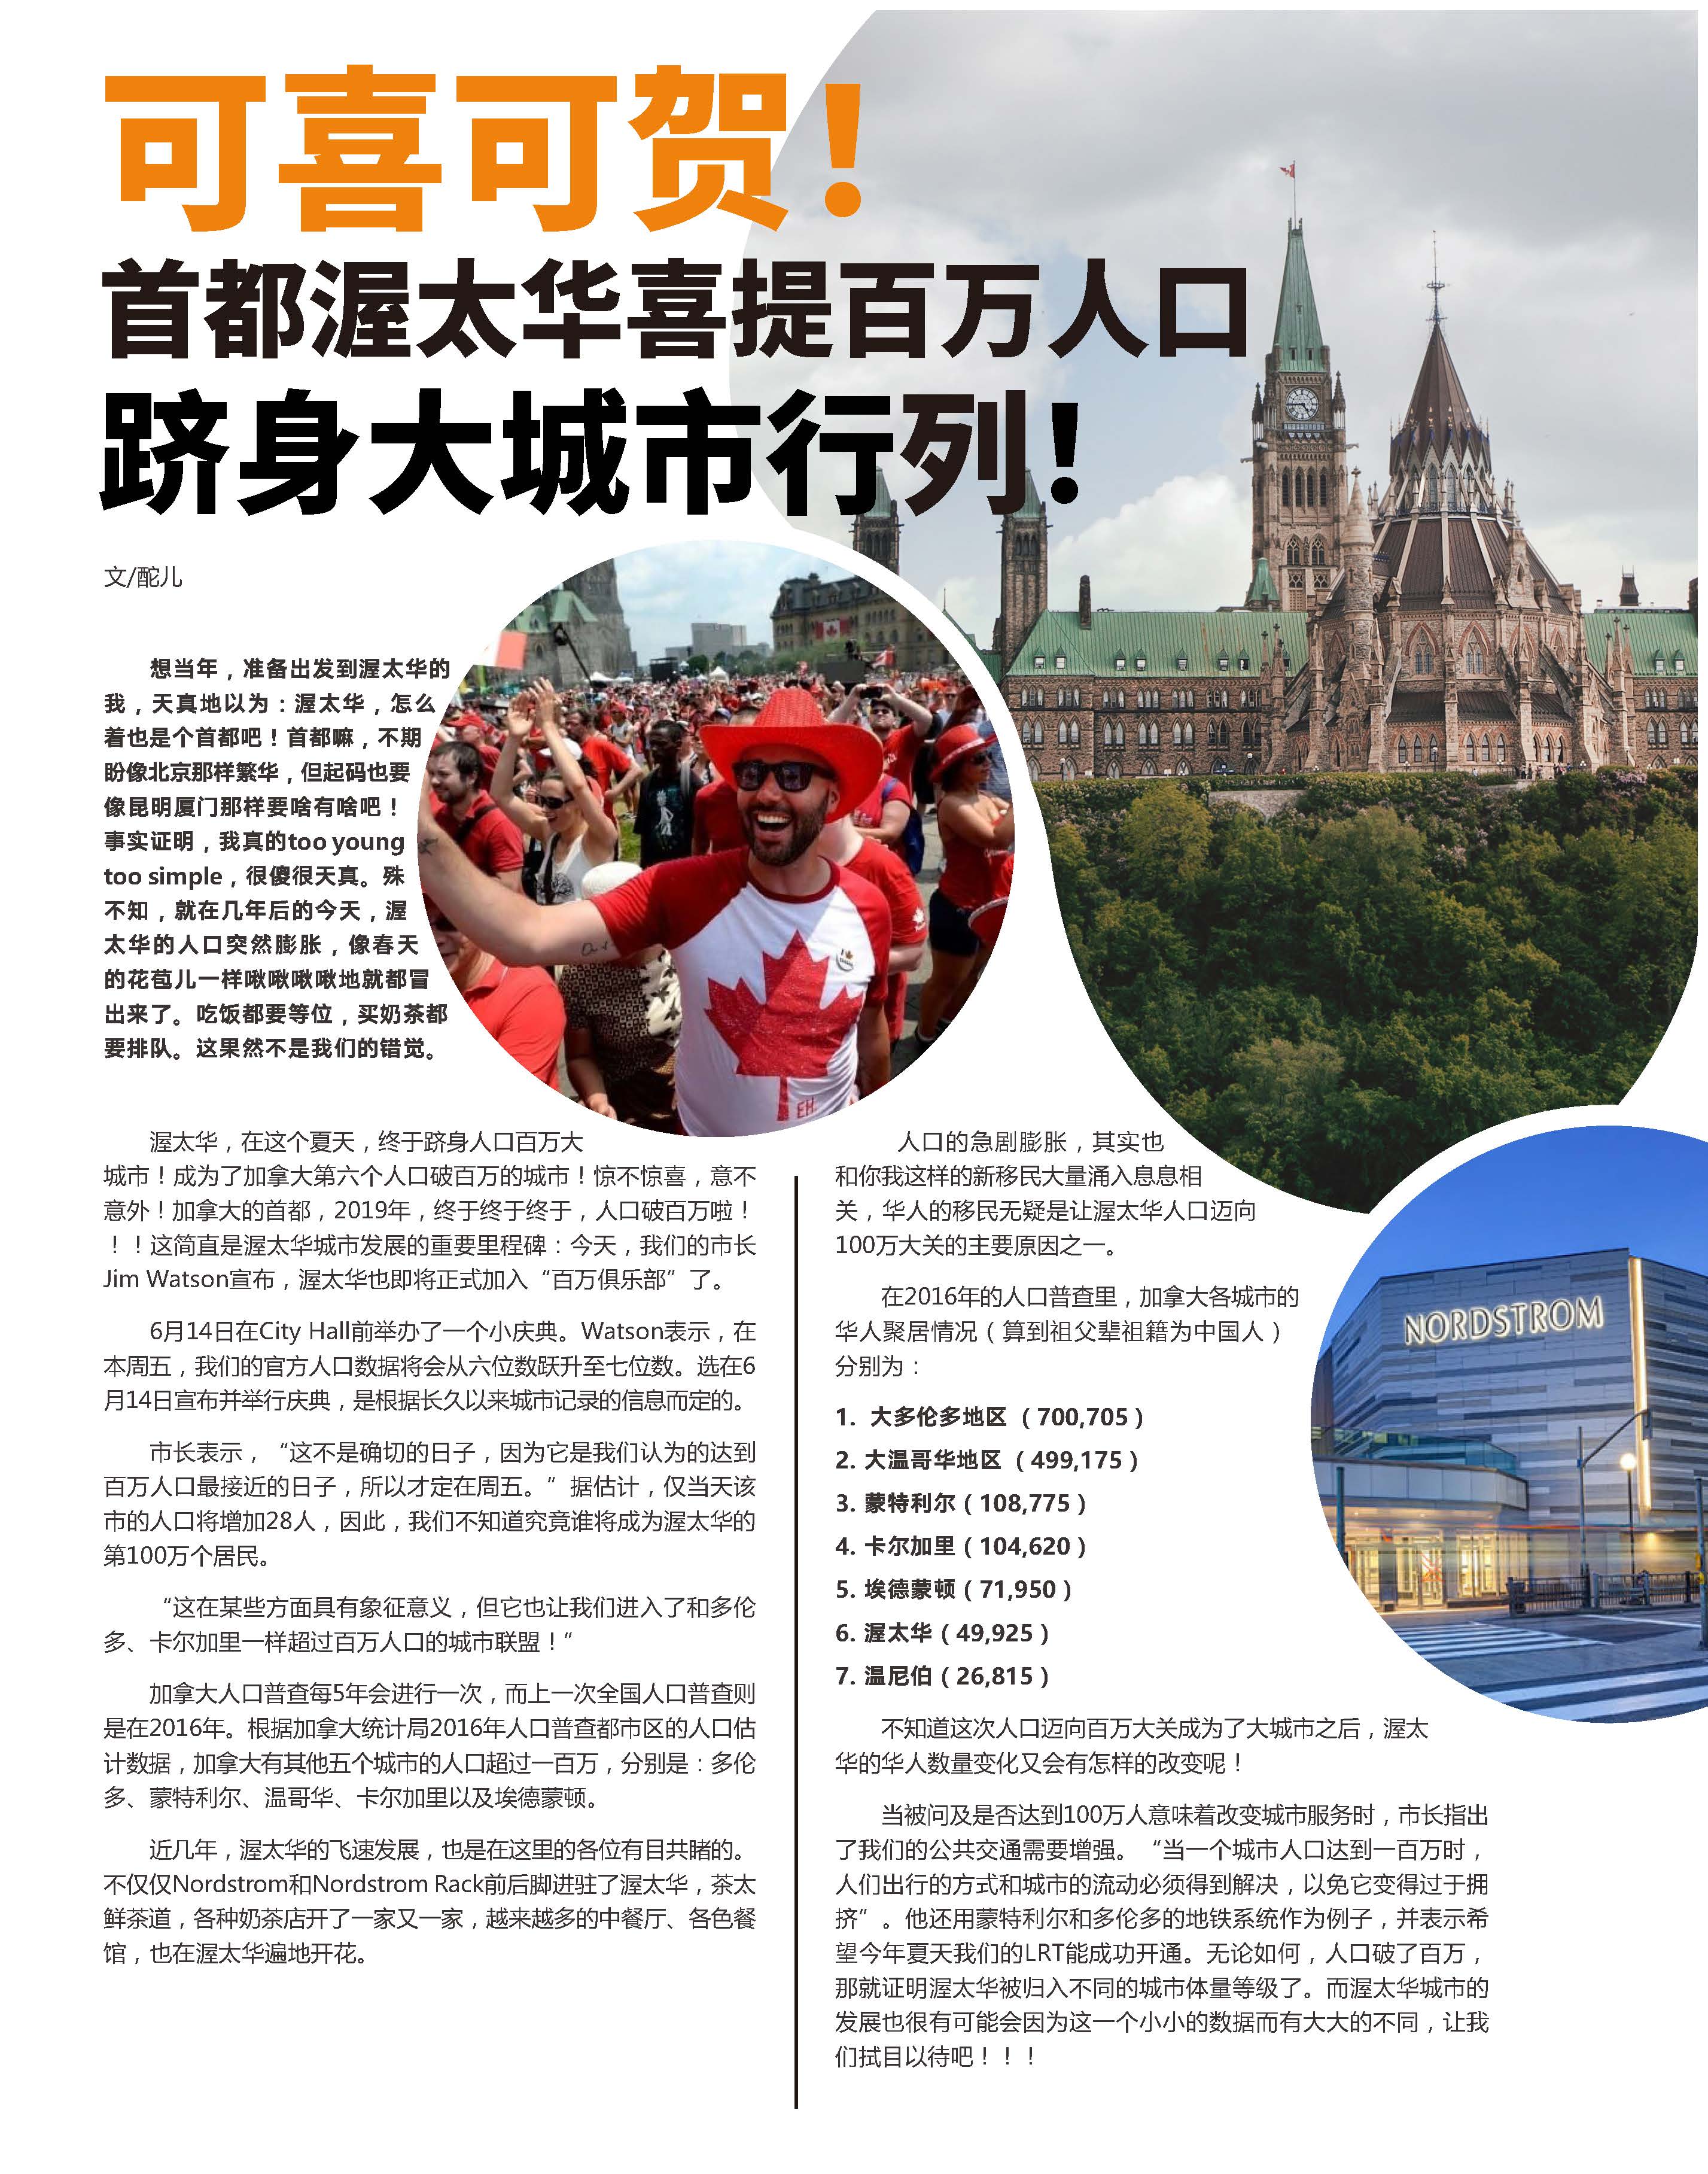 可喜可贺！
首都渥太华喜提百万人口
跻身大城市行列！
文/酡儿
想当年，准备出发到渥太华的
我，天真地以为：渥太华，怎么
着也是个首都吧！首都嘛，不期
盼像北京那样繁华，但起码也要
像昆明厦门那样要啥有啥吧！
事实证明，我真的too young
too simple，很傻很天真。殊
不知，就在几年后的今天，渥
太华的人口突然膨胀，像春天
的花苞儿一样啾啾啾啾地就都冒
出来了。吃饭都要等位，买奶茶都
要排队。这果然不是我们的错觉。
渥太华，在这个夏天，终于跻身人口百万大
城市！成为了加拿大第六个人口破百万的城市！惊不惊喜，意不
意外！加拿大的首都，2019年，终于终于终于，人口破百万啦！
！！这简直是渥太华城市发展的重要里程碑：今天，我们的市长
Jim Watson宣布，渥太华也即将正式加入“百万俱乐部”了。
6月14日在City Hall前举办了一个小庆典。Watson表示，在
本周五，我们的官方人口数据将会从六位数跃升至七位数。选在6
月14日宣布并举行庆典，是根据长久以来城市记录的信息而定的。
市长表示，“这不是确切的日子，因为它是我们认为的达到
百万人口最接近的日子，所以才定在周五。”据估计，仅当天该
市的人口将增加28人，因此，我们不知道究竟谁将成为渥太华的
第100万个居民。
“这在某些方面具有象征意义，但它也让我们进入了和多伦
多、卡尔加里一样超过百万人口的城市联盟！”
加拿大人口普查每5年会进行一次，而上一次全国人口普查则
是在2016年。根据加拿大统计局2016年人口普查都市区的人口估
计数据，加拿大有其他五个城市的人口超过一百万，分别是：多伦
多、蒙特利尔、温哥华、卡尔加里以及埃德蒙顿。
近几年，渥太华的飞速发展，也是在这里的各位有目共睹的。
不仅仅Nordstrom和Nordstrom Rack前后脚进驻了渥太华，茶太
鲜茶道，各种奶茶店开了一家又一家，越来越多的中餐厅、各色餐
馆，也在渥太华遍地开花。
人口的急剧膨胀，其实也
和你我这样的新移民大量涌入息息相
关，华人的移民无疑是让渥太华人口迈向
100万大关的主要原因之一。
在2016年的人口普查里，加拿大各城市的
华人聚居情况（算到祖父辈祖籍为中国人）
分别为：
1. 大多伦多地区（700,705）
2. 大温哥华地区（499,175）
3. 蒙特利尔（108,775）
4. 卡尔加里（104,620）
5. 埃德蒙顿（71,950）
6. 渥太华（49,925）
7. 温尼伯（26,815）
不知道这次人口迈向百万大关成为了大城市之后，渥太
华的华人数量变化又会有怎样的改变呢！
当被问及是否达到100万人意味着改变城市服务时，市长指出
了我们的公共交通需要增强。“当一个城市人口达到一百万时，
人们出行的方式和城市的流动必须得到解决，以免它变得过于拥
挤”。他还用蒙特利尔和多伦多的地铁系统作为例子，并表示希
望今年夏天我们的LRT能成功开通。无论如何，人口破了百万，
那就证明渥太华被归入不同的城市体量等级了。而渥太华城市的
发展也很有可能会因为这一个小小的数据而有大大的不同，让我
们拭目以待吧！！！
NORDSTROM
EH